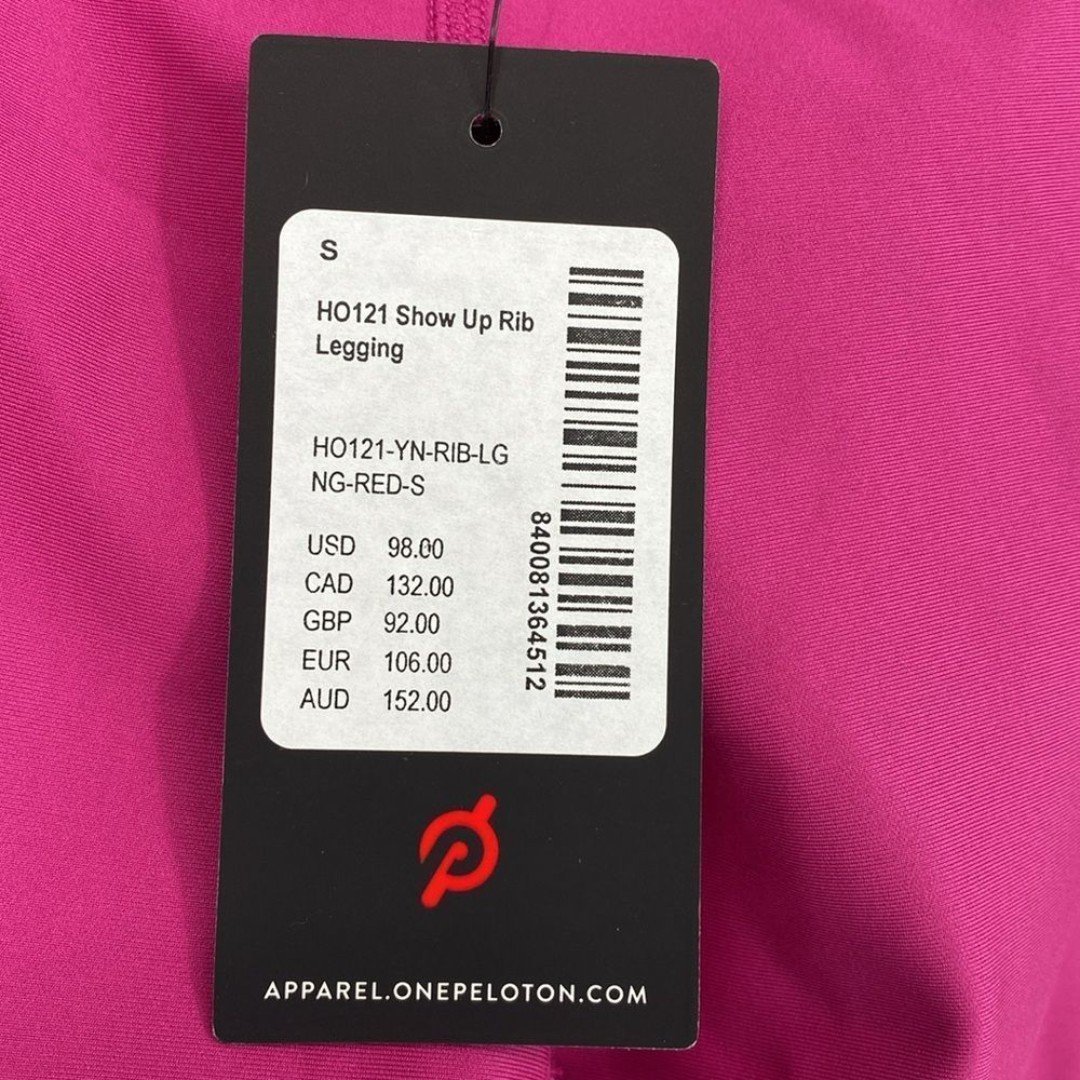 S
HO121 Show Up Rib
Legging
HO121-YN-RIB-LG
NG-RED-S
USD 98.00
CAD 132.00
GBP 92.00
EUR 106.00
AUD 152.00
840081364512
APPAREL.ONEPELOTON.COM